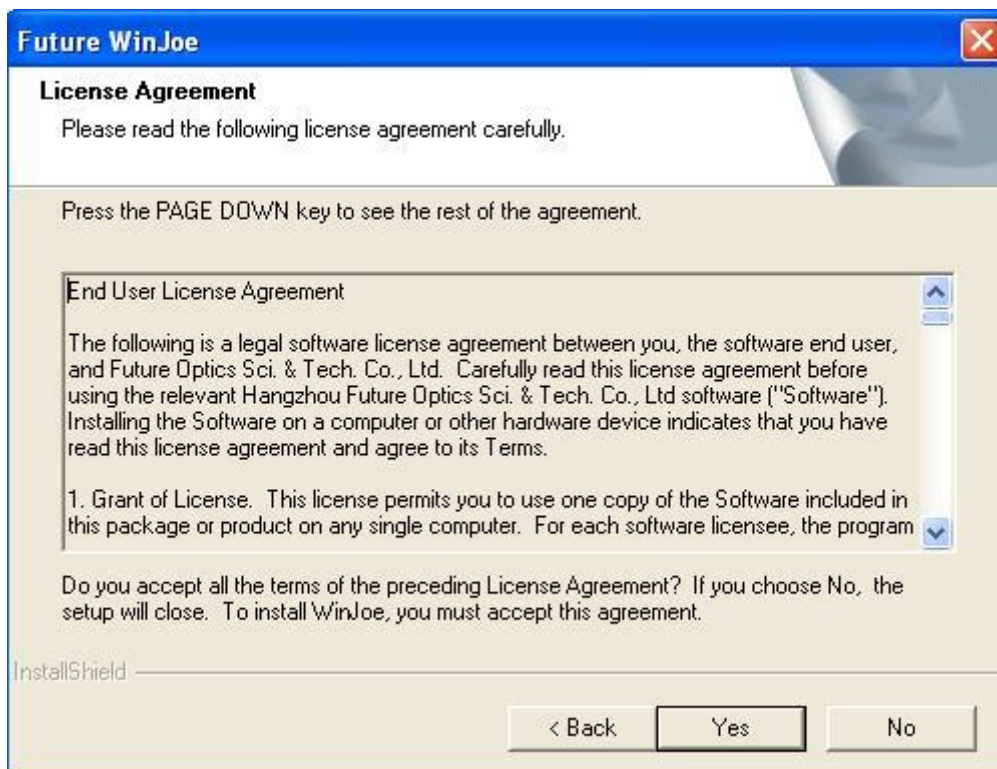 Future WinJoe
License Agreement
Please read the following license agreement carefully.
Press the PAGE DOWN key to see the rest of the agreement.
End User License Agreement
The following is a legal software license agreement between you, the software end user,
and Future Optics Sci. & Tech. Co., Ltd.  Carefully read this license agreement before
using the relevant Hangzhou Future Optics Sci. & Tech. Co., Ltd software ("Software").
Installing the Software on a computer or other hardware device indicates that you have
read this license agreement and agree to its Terms.
1. Grant of License.  This license permits you to use one copy of the Software included in
this package or product on any single computer.  For each software licensee, the program
Do you accept all the terms of the preceding License Agreement?  If you choose No,  the
setup will close.  To install WinJoe, you must accept this agreement.
InstallShield
< Back
Yes
No